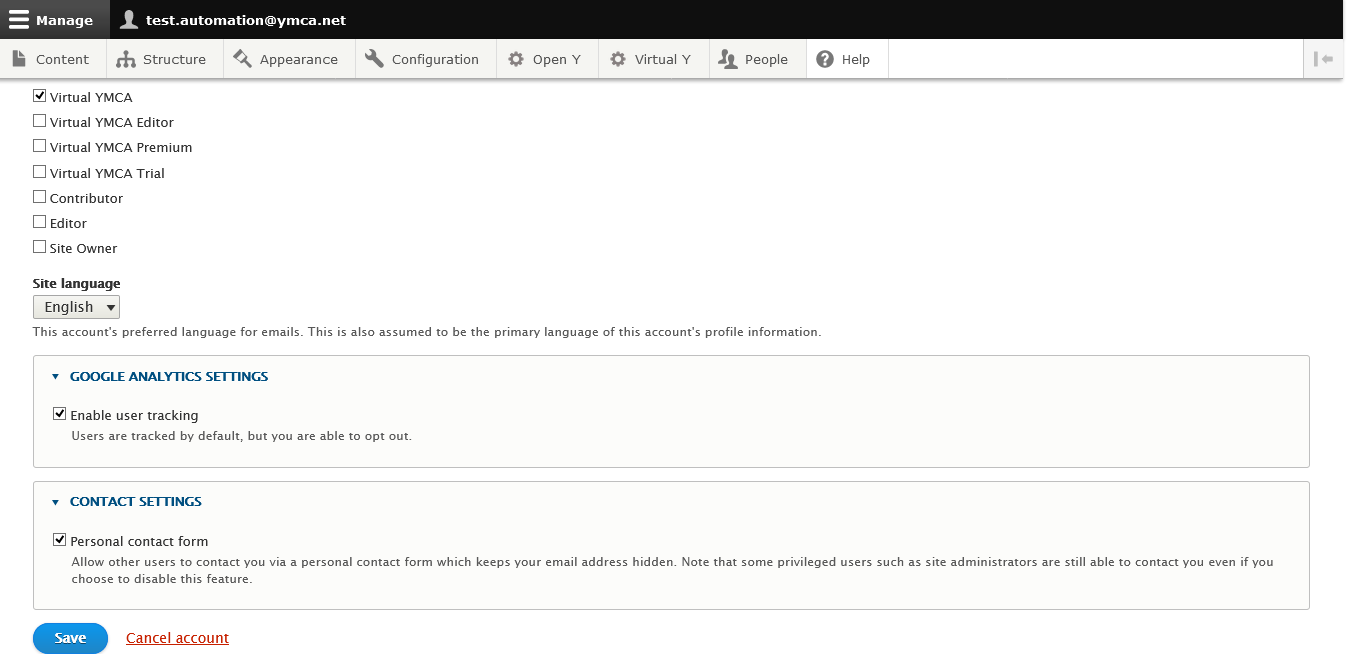 Manage test.automation@ymca.net
Content Structure Appearance Configuration Open Y Virtual Y People Help
Virtual YMCA
Virtual YMCA Editor
Virtual YMCA Premium
Virtual YMCA Trial
Contributor
Editor
Site Owner
Site language
English
This account's preferred language for emails. This is also assumed to be the primary language of this account's profile information.
GOOGLE ANALYTICS SETTINGS
Enable user tracking
Users are tracked by default, but you are able to opt out.
CONTACT SETTINGS
Personal contact form
Allow other users to contact you via a personal contact form which keeps your email address hidden. Note that some privileged users such as site administrators are still able to contact you even if you
choose to disable this feature.
Save Cancel account